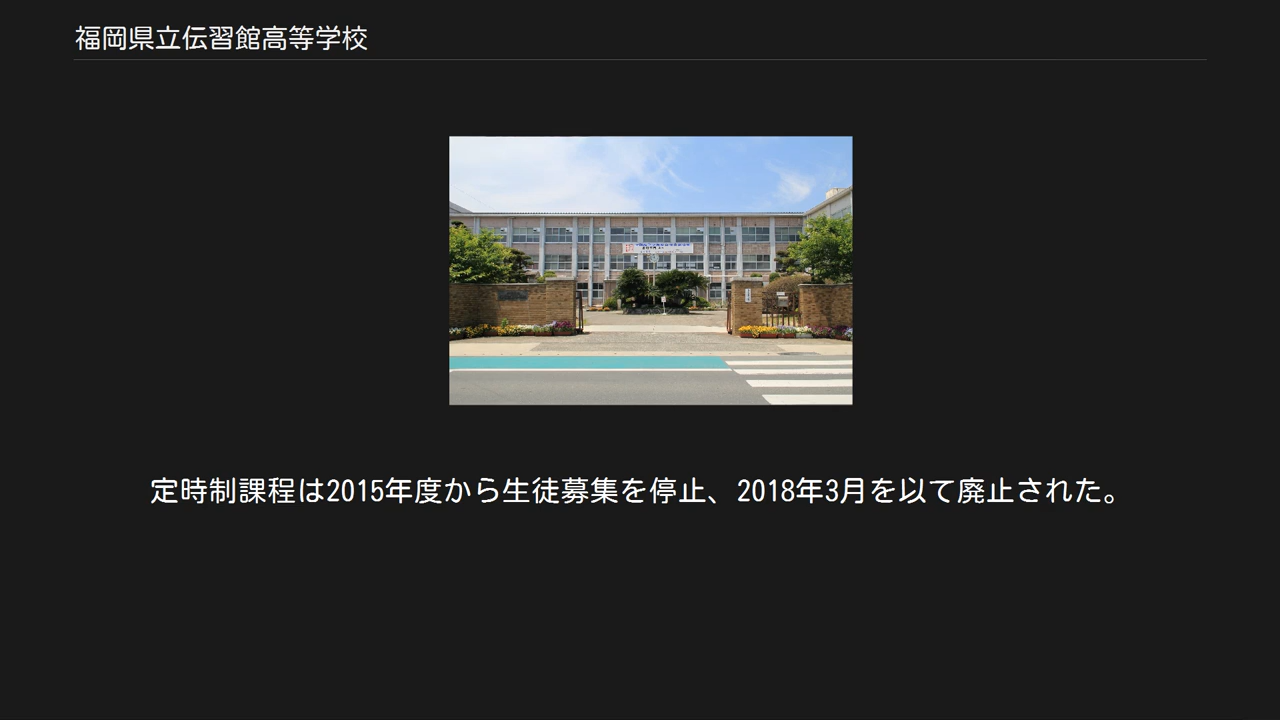 福岡県立伝習館高等学校
定時制課程は2015年度から生徒募集を停止、2018年3月を以て廃止された。